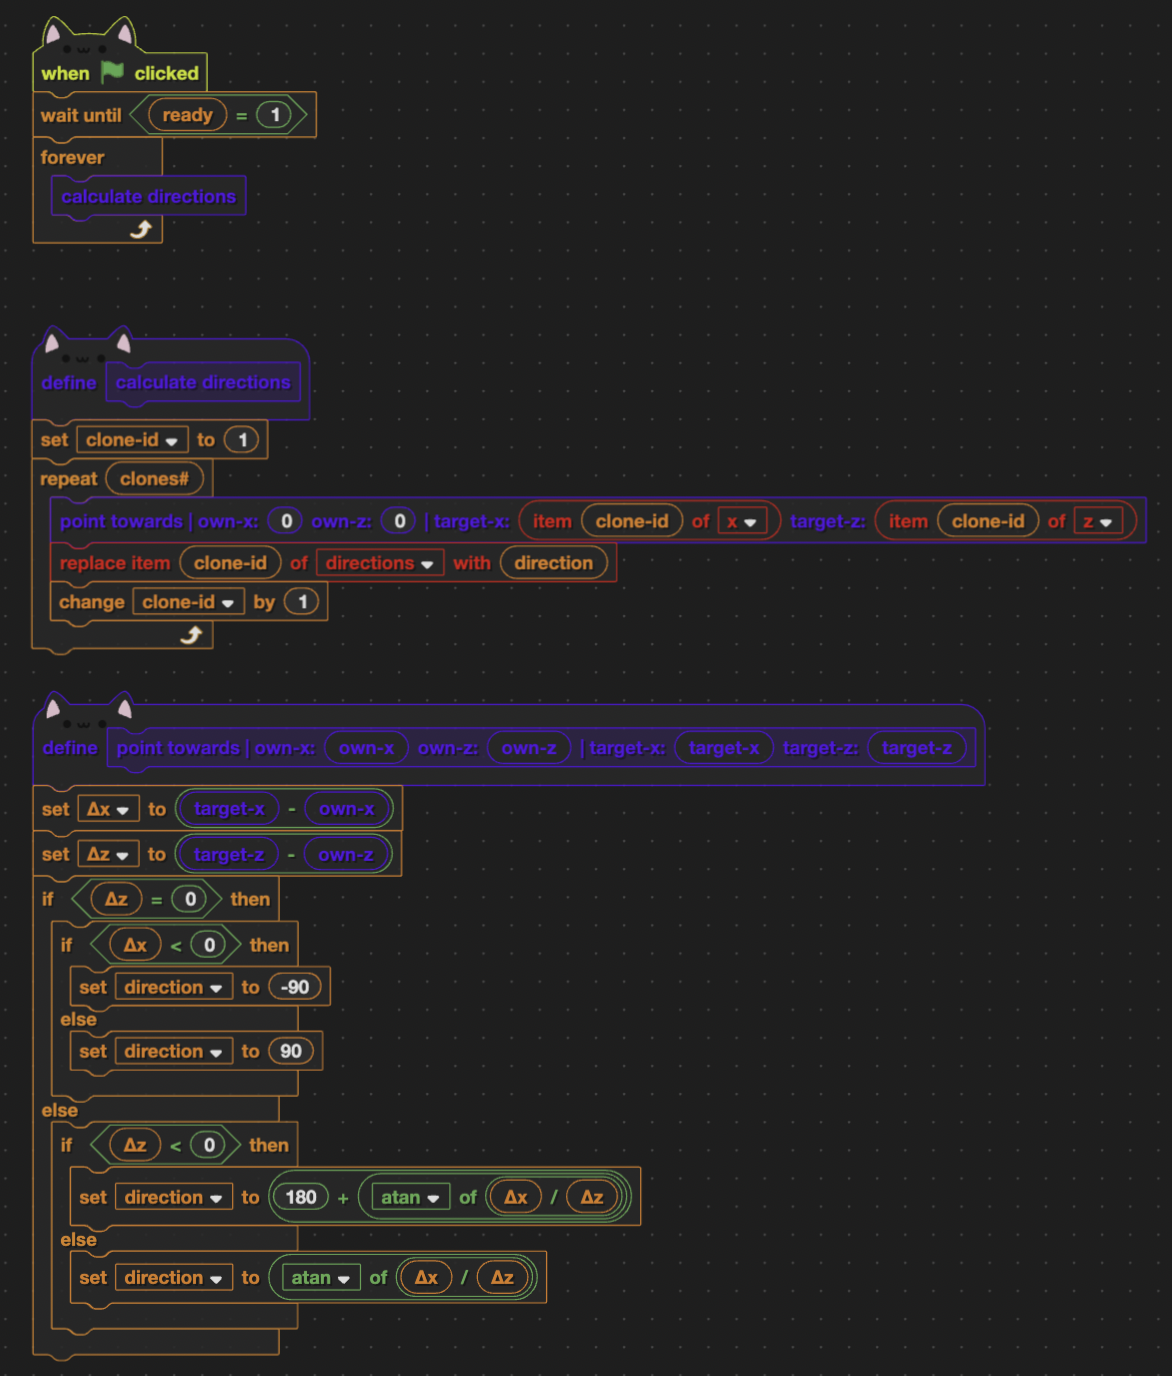 when clicked
wait until ready = 1
forever
calculate directions
define calculate directions
set clone-id to 1
repeat clones#
point towards | own-x: 0 own-z: 0 | target-x: item clone-id of x target-z: item clone-id of z
replace item clone-id of directions with direction
change clone-id by 1
define point towards | own-x: own-x own-z: own-z | target-x: target-x target-z: target-z
set Δx to target-x - own-x
set Δz to target-z - own-z
if Δz = 0 then
if Δx < 0 then
set direction to -90
else
set direction to 90
else
if Δz < 0 then
set direction to 180 + atan of Δx / Δz
else
set direction to atan of Δx / Δz